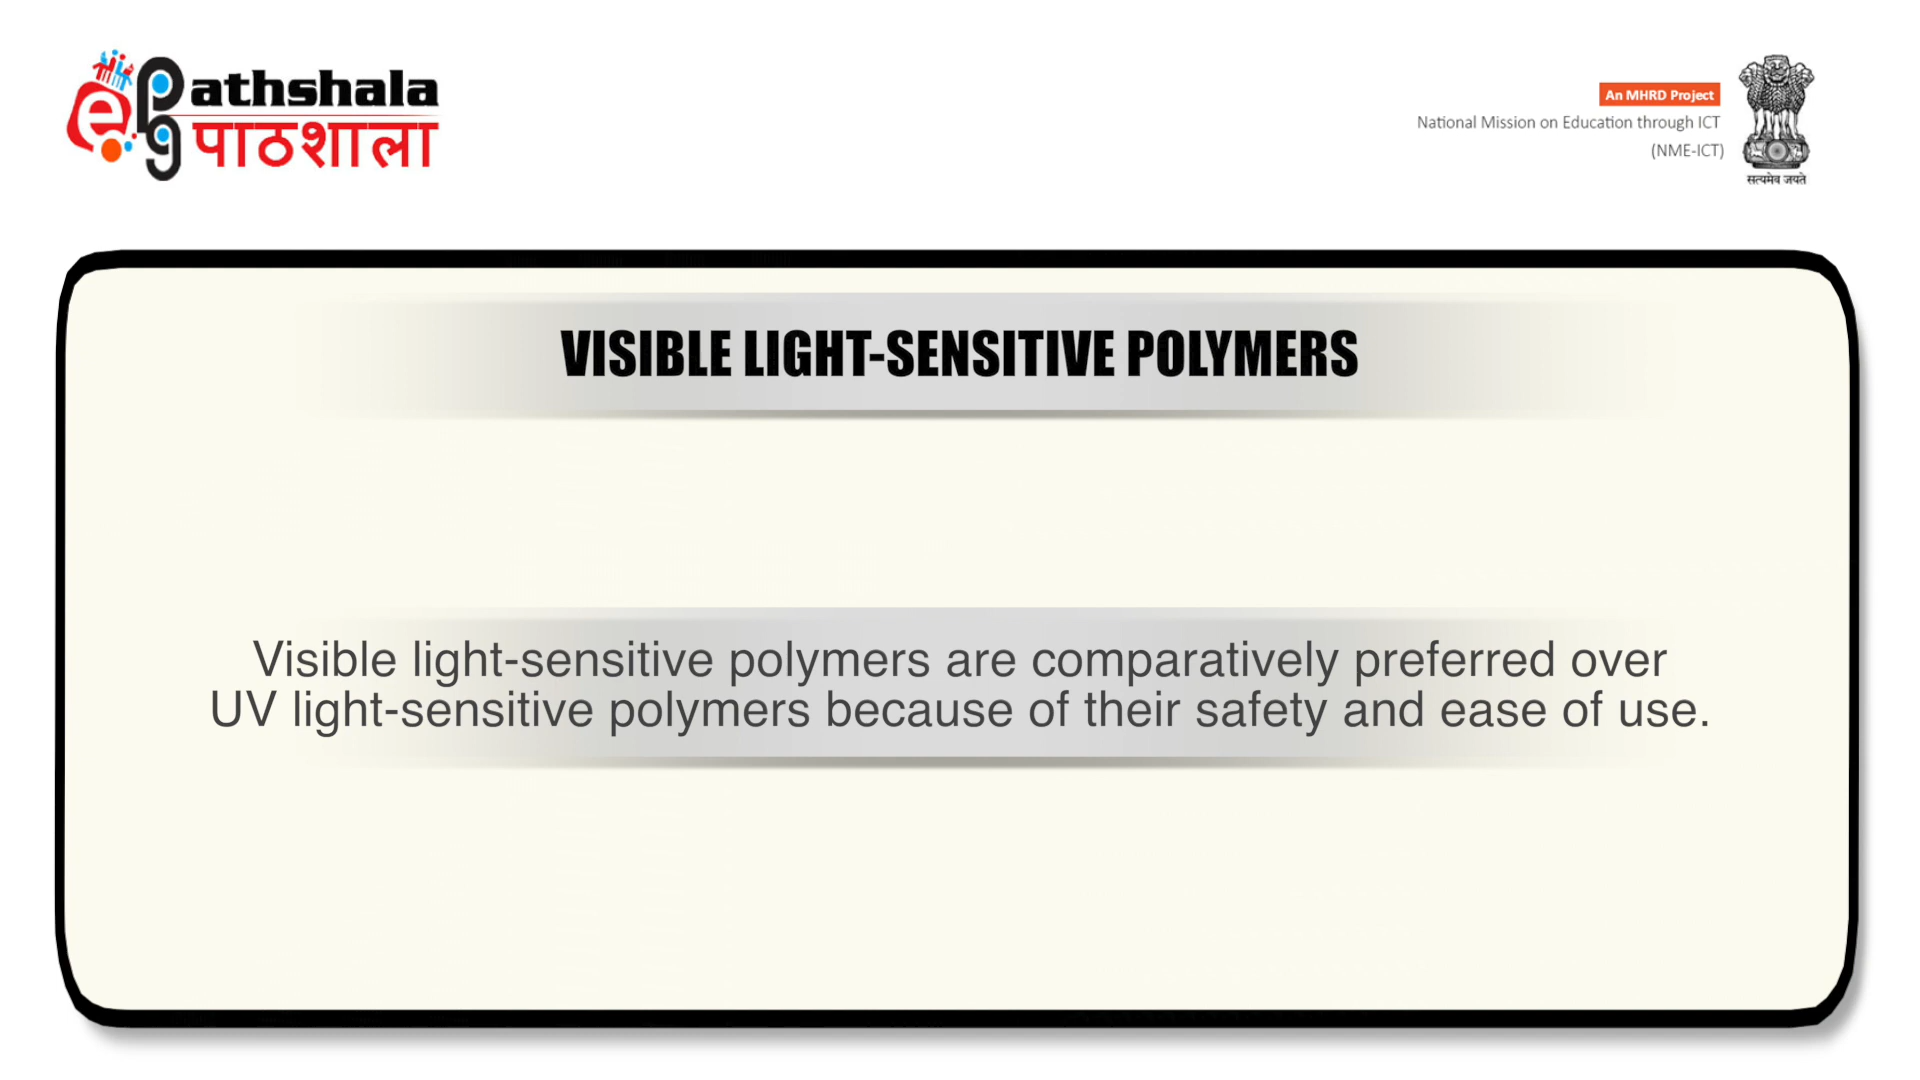 e Pg athshala
पाठशाला
An MHRD Project
National Mission on Education through ICT
(NME-ICT)
सत्यमेव जयते
VISIBLE LIGHT-SENSITIVE POLYMERS
Visible light-sensitive polymers are comparatively preferred over
UV light-sensitive polymers because of their safety and ease of use.